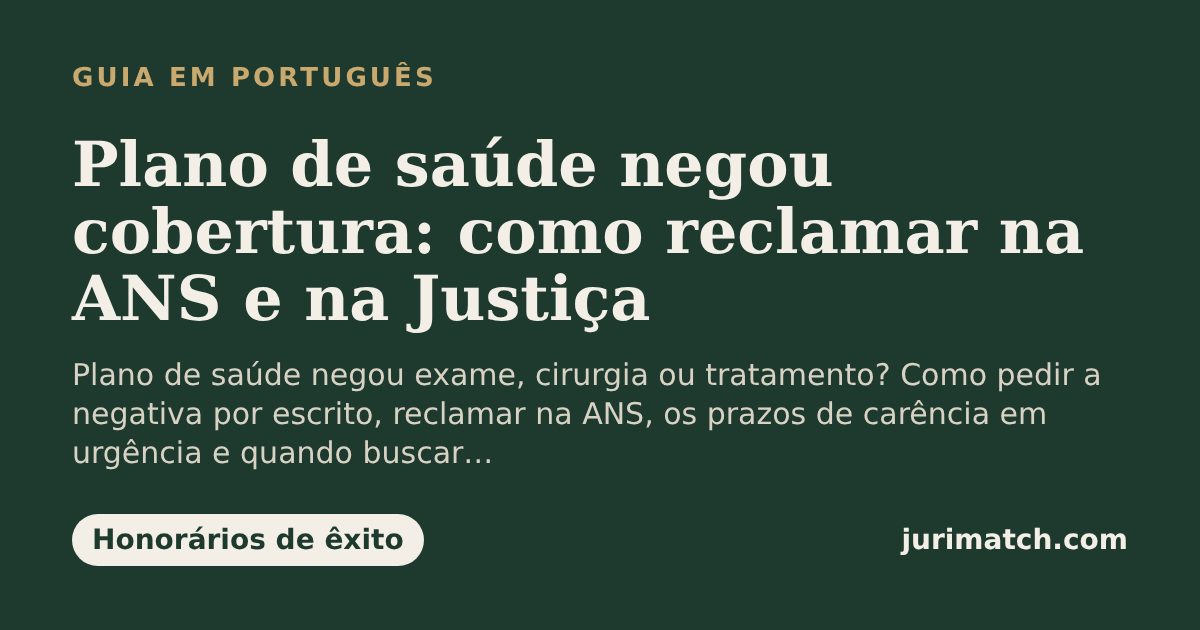 GUIA EM PORTUGUÊS
Plano de saúde negou
cobertura: como reclamar na
ANS e na Justiça
Plano de saúde negou exame, cirurgia ou tratamento? Como pedir a
negativa por escrito, reclamar na ANS, os prazos de carência em
urgência e quando buscar…
Honorários de êxito
jurimatch.com